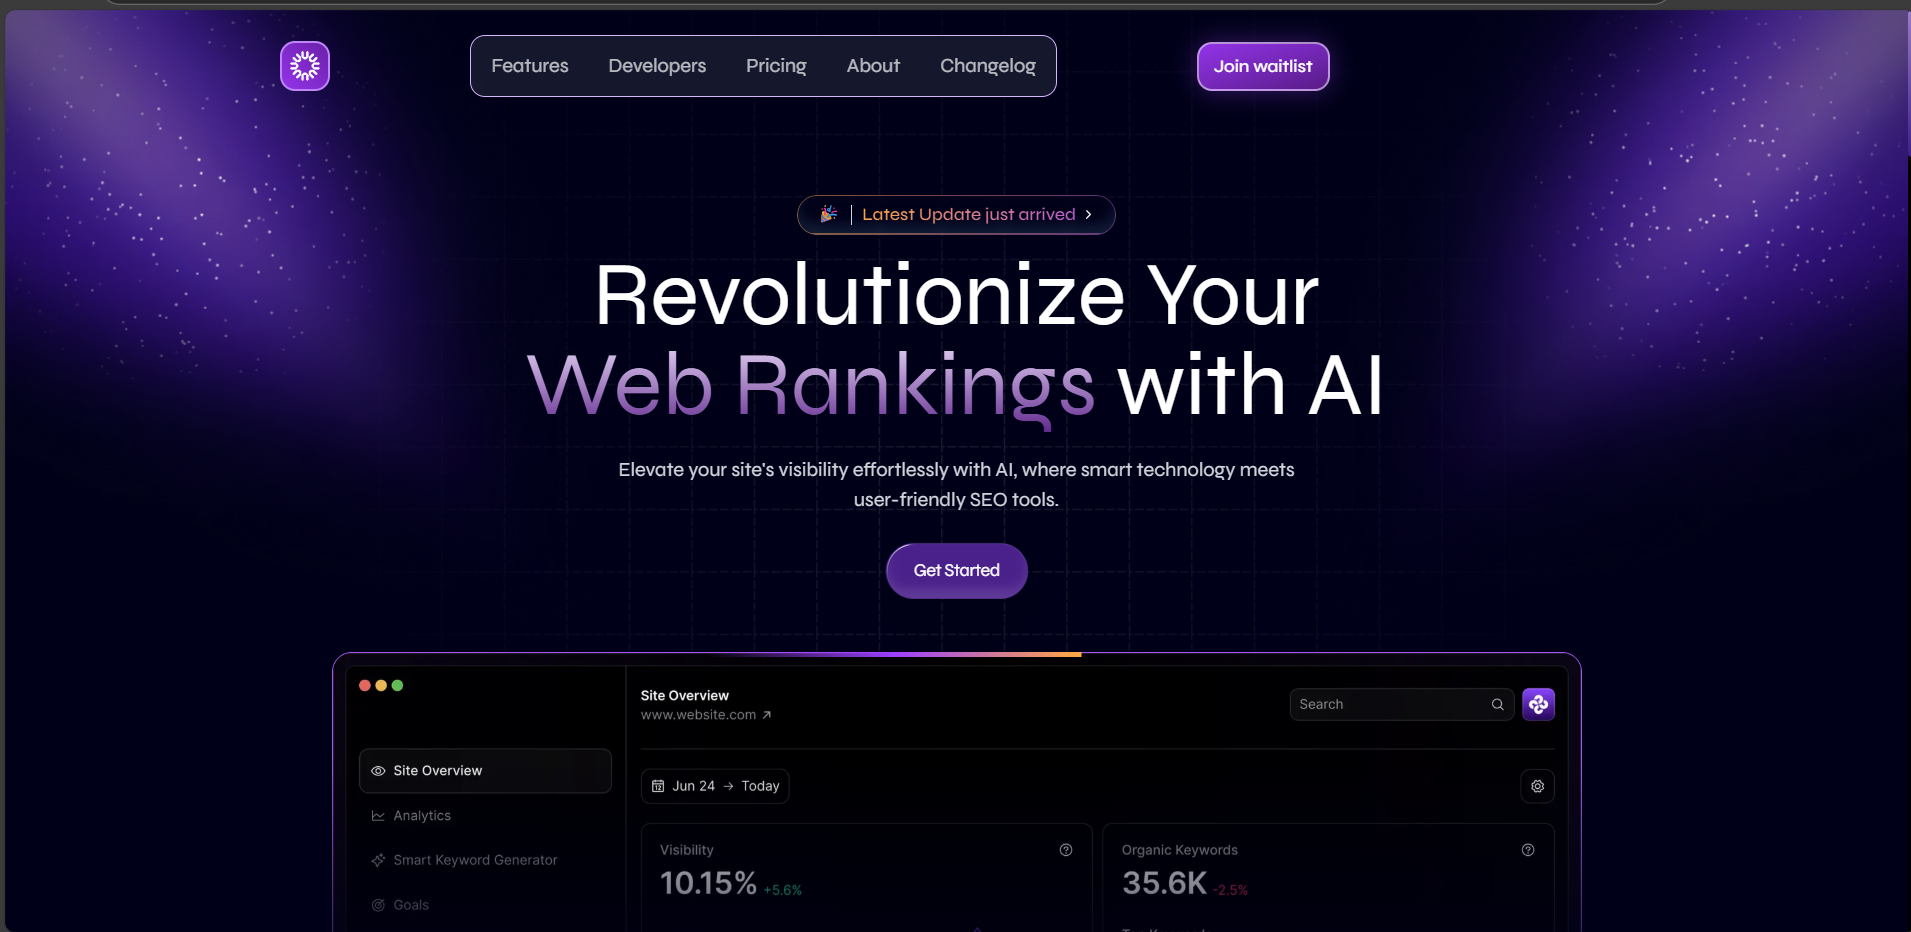 Features Developers Pricing About Changelog
Join waitlist
🎉 | Latest Update just arrived >
Revolutionize Your
Web Rankings with AI
Elevate your site's visibility effortlessly with AI, where smart technology meets
user-friendly SEO tools.
Get Started
Site Overview
www.website.com
Search
Site Overview
Analytics
Smart Keyword Generator
Goals
12
Jun 24 → Today
Visibility
10.15% +5.6%
Organic Keywords
35.6K -2.5%